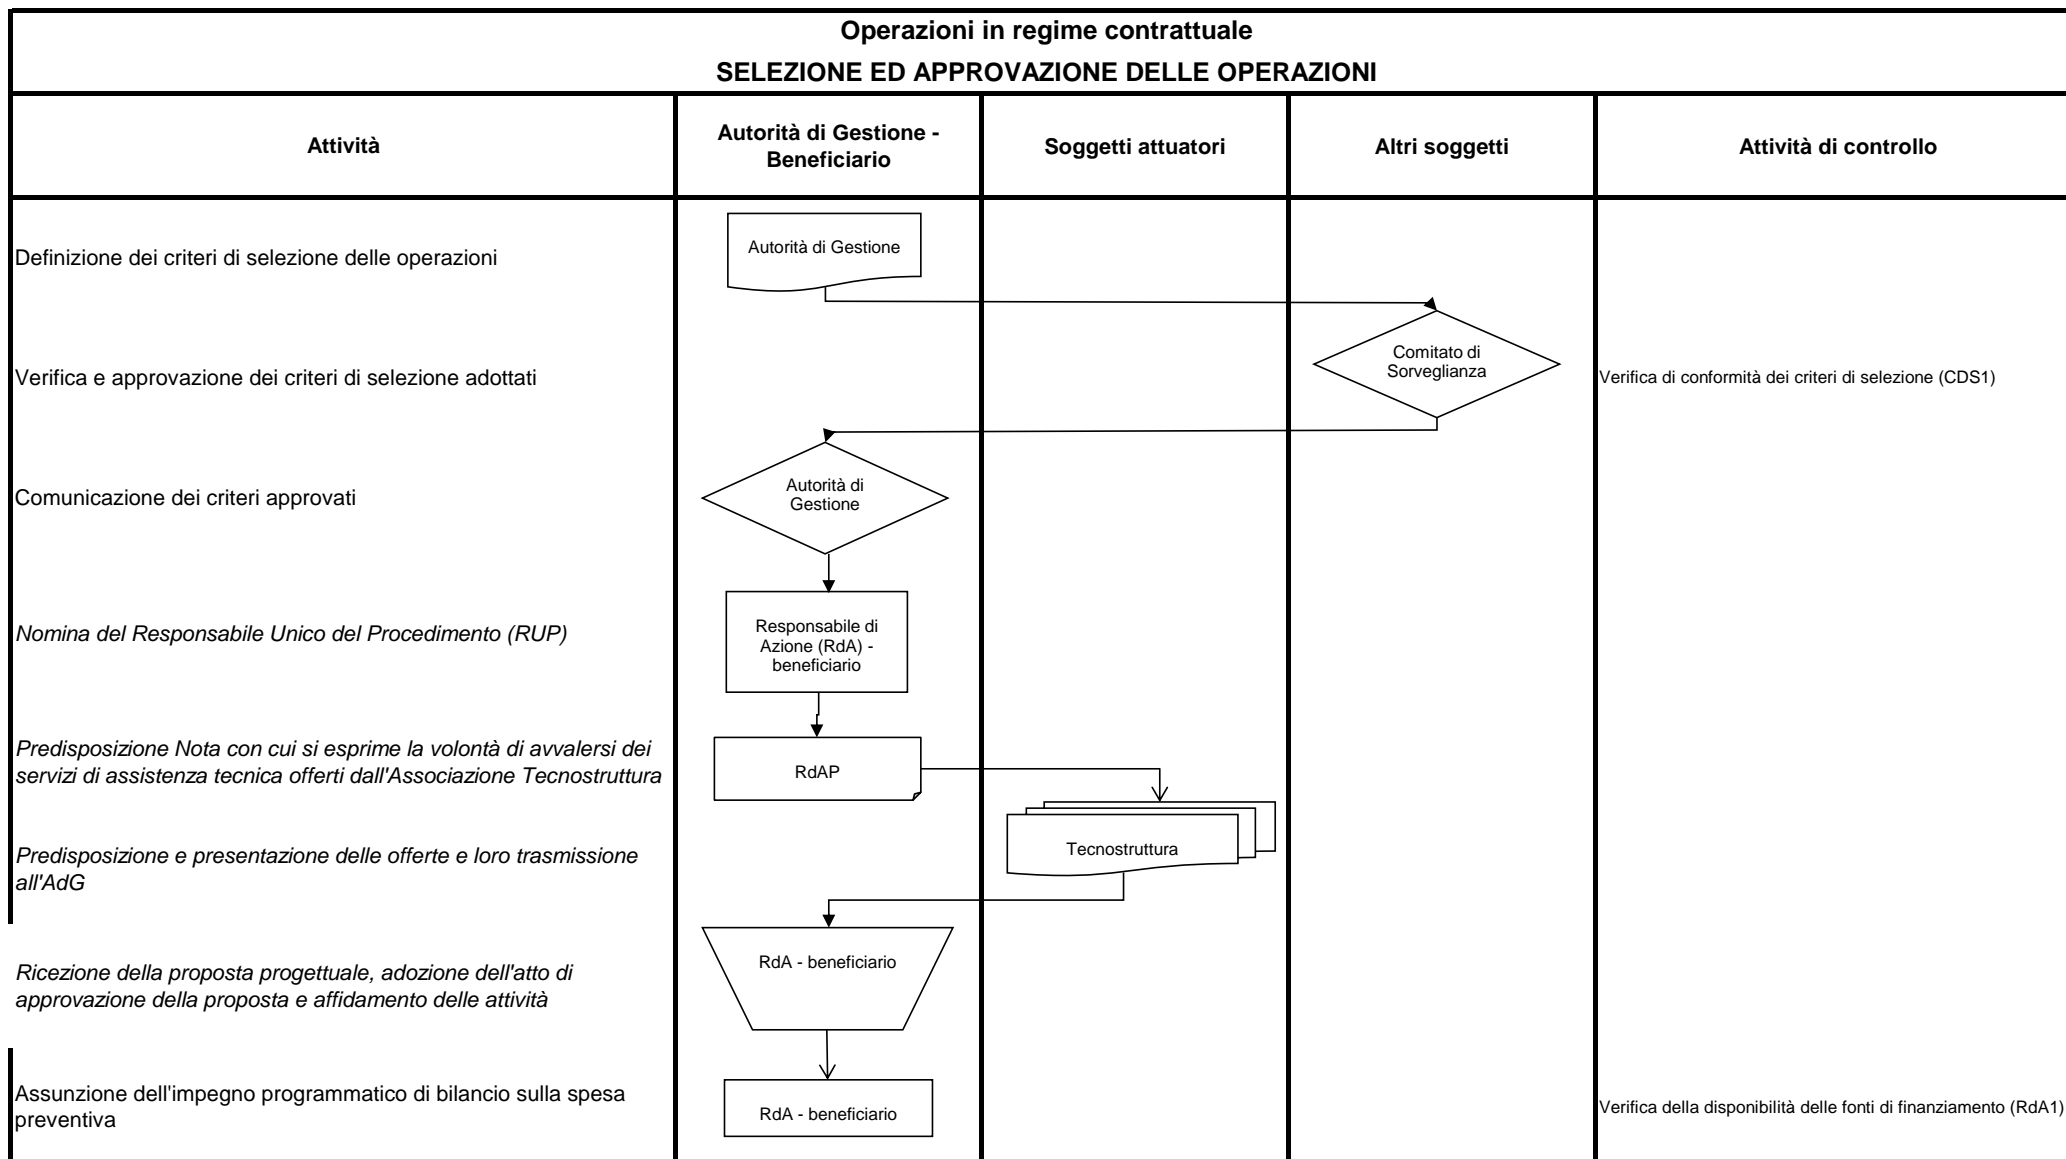 Operazioni in regime contrattuale
SELEZIONE ED APPROVAZIONE DELLE OPERAZIONI
Attività
Autorità di Gestione -
Beneficiario
Soggetti attuatori
Altri soggetti
Attività di controllo
Definizione dei criteri di selezione delle operazioni
Autorità di Gestione
Verifica e approvazione dei criteri di selezione adottati
Comitato di
Sorveglianza
Verifica di conformità dei criteri di selezione (CDS1)
Comunicazione dei criteri approvati
Autorità di
Gestione
Nomina del Responsabile Unico del Procedimento (RUP)
Responsabile di
Azione (RdA) -
beneficiario
Predisposizione Nota con cui si esprime la volontà di avvalersi dei
servizi di assistenza tecnica offerti dall'Associazione Tecnostruttura
RdAP
Predisposizione e presentazione delle offerte e loro trasmissione
all'AdG
Tecnostruttura
Ricezione della proposta progettuale, adozione dell'atto di
approvazione della proposta e affidamento delle attività
RdA - beneficiario
Assunzione dell'impegno programmatico di bilancio sulla spesa
preventiva
RdA - beneficiario
Verifica della disponibilità delle fonti di finanziamento (RdA1)